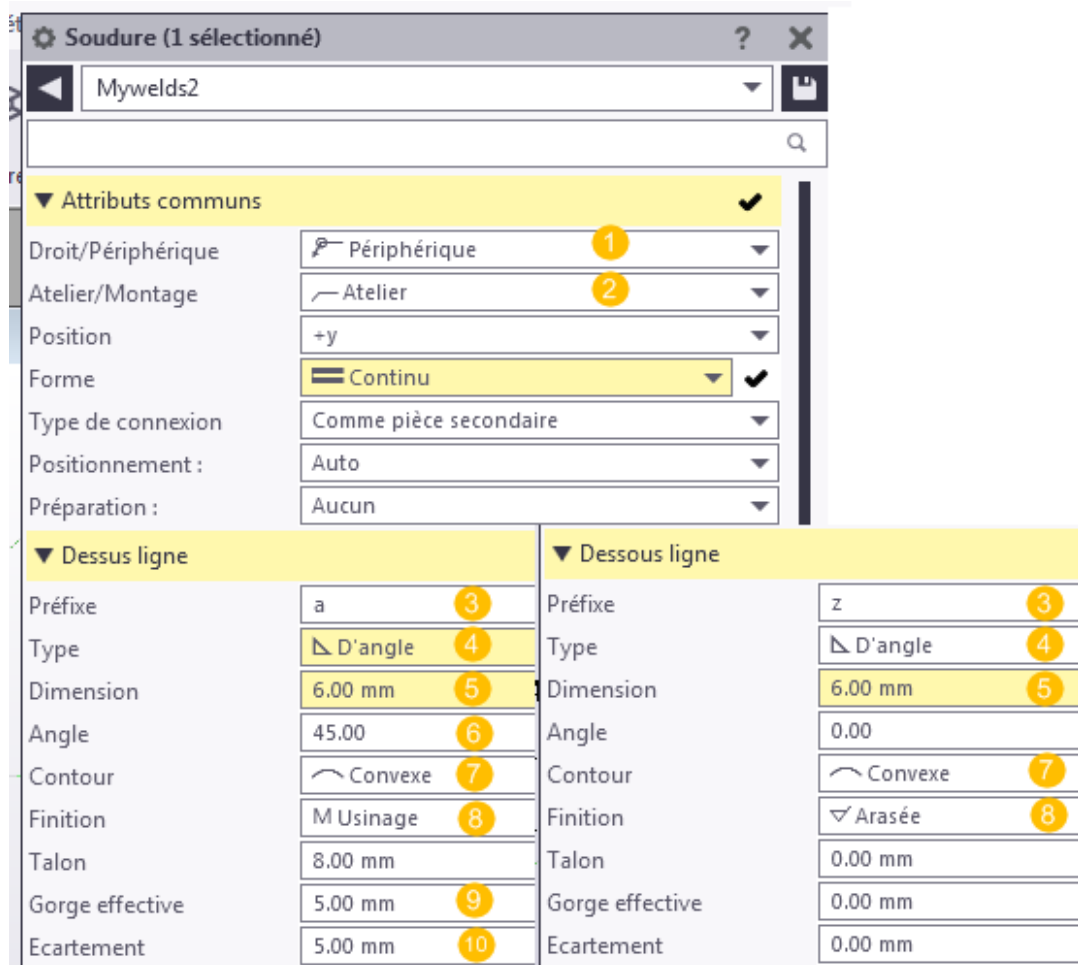 Soudure (1 sélectionné) ? ✕
Mywelds2
Attributs communs
Droit/Périphérique Périphérique 1
Atelier/Montage Atelier 2
Position +y
Forme Continu
Type de connexion Comme pièce secondaire
Positionnement : Auto
Préparation : Aucun
Dessus ligne
Préfixe a 3
Type D'angle 4
Dimension 6.00 mm 5
Angle 45.00 6
Contour Convexe 7
Finition M Usinage 8
Talon 8.00 mm
Gorge effective 5.00 mm 9
Ecartement 5.00 mm 10
Dessous ligne
Préfixe z 3
Type D'angle 4
Dimension 6.00 mm 5
Angle 0.00
Contour Convexe 7
Finition Arasée 8
Talon 0.00 mm
Gorge effective 0.00 mm
Ecartement 0.00 mm